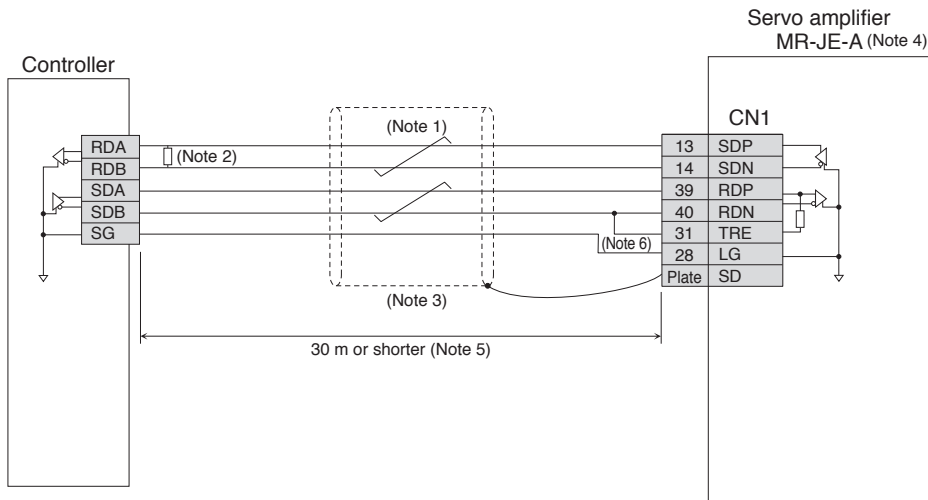 Servo amplifier
MR-JE-A (Note 4)
Controller
CN1
(Note 1)
RDA
(Note 2)
13 SDP
RDB
14 SDN
SDA
39 RDP
SDB
40 RDN
SG
(Note 6)
31 TRE
28 LG
Plate SD
(Note 3)
30 m or shorter (Note 5)